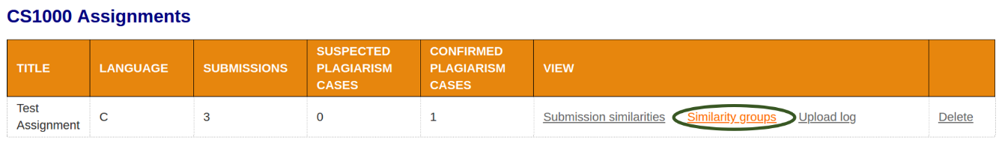 CS1000 Assignments
TITLE LANGUAGE SUBMISSIONS SUSPECTED PLAGIARISM CASES CONFIRMED PLAGIARISM CASES VIEW
Test Assignment C 3 0 1 Submission similarities Similarity groups Upload log Delete